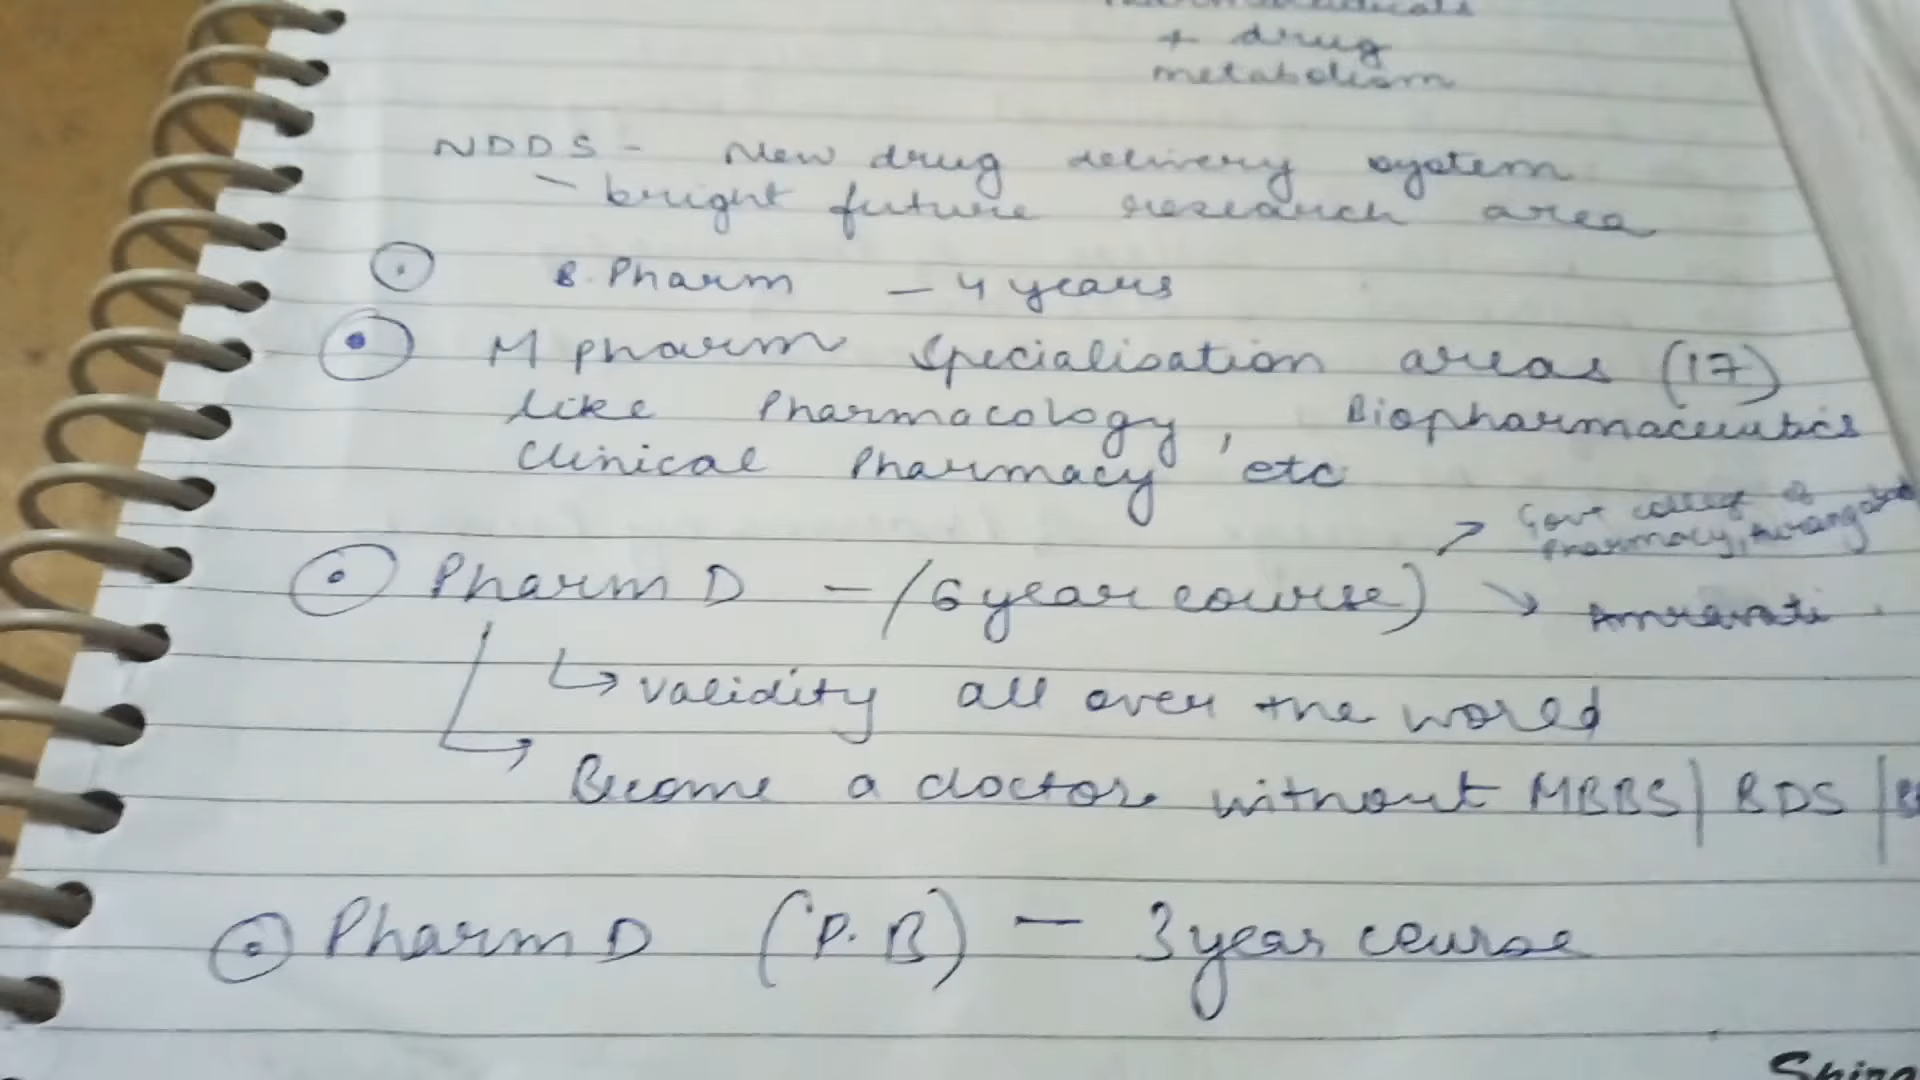 + drug
metabolism
NDDS - New drug delivery system
- bright future research area
B. Pharm - 4 years
M pharm specialisation areas (17)
like Pharmacology, Biopharmaceutics
Clinical Pharmacy, etc
Govt college of
Pharmacy, Aurangabad
Pharm D - (6 year course)
Amravati
validity all over the world
Become a doctor without MBBS | BDS |
Pharm D (P.B) - 3 year course